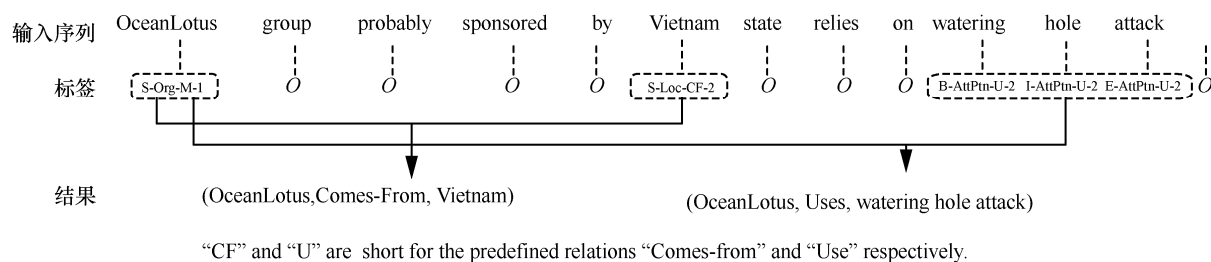 输入序列 OceanLotus group probably sponsored by Vietnam state relies on watering hole attack .
标签 S-Org-M-1 O O O O S-Loc-CF-2 O O O B-AttPtn-U-2 I-AttPtn-U-2 E-AttPtn-U-2 O
结果 (OceanLotus,Comes-From, Vietnam) (OceanLotus, Uses, watering hole attack)
“CF” and “U” are short for the predefined relations “Comes-from” and “Use” respectively.